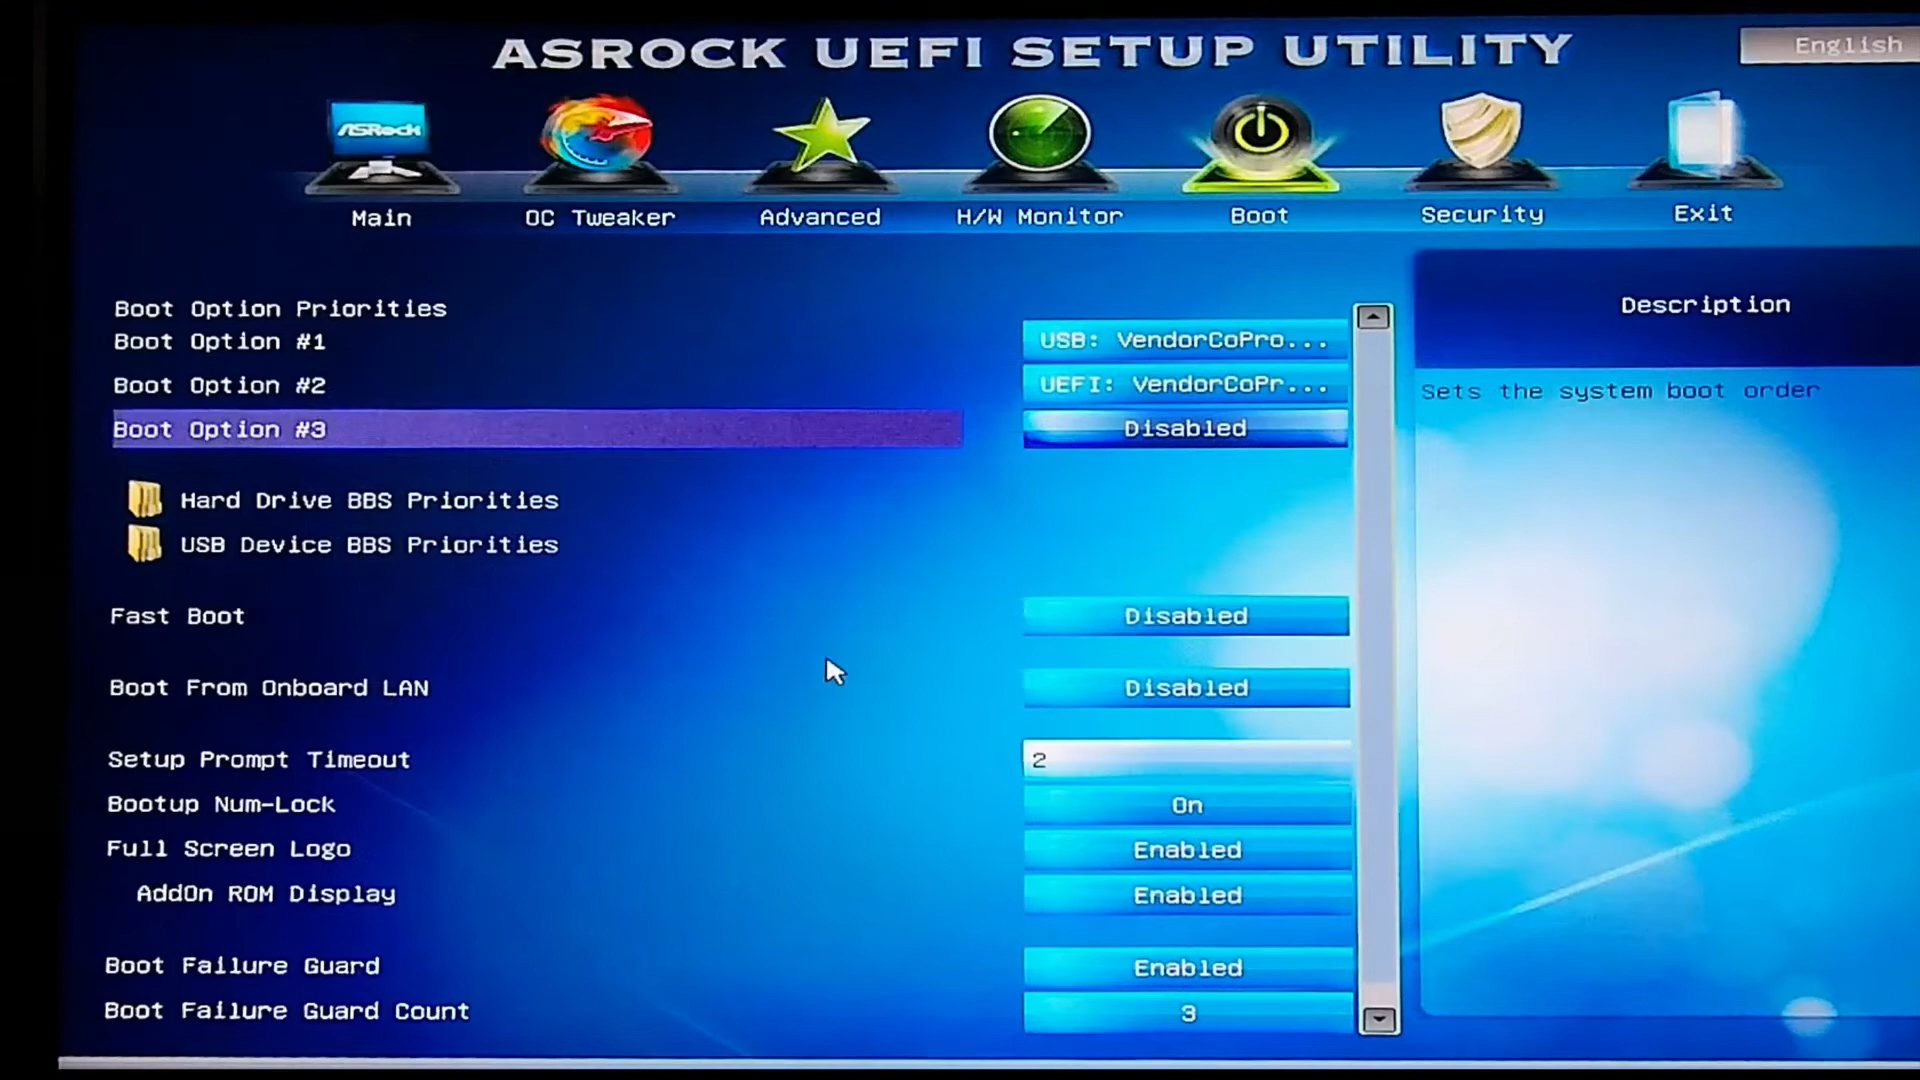 ASROCK UEFI SETUP UTILITY
English
ASRock
Main OC Tweaker Advanced H/W Monitor Boot Security Exit
Boot Option Priorities
Boot Option #1 USB: VendorCoPro...
Boot Option #2 UEFI: VendorCoPr...
Boot Option #3 Disabled
Hard Drive BBS Priorities
USB Device BBS Priorities
Fast Boot Disabled
Boot From Onboard LAN Disabled
Setup Prompt Timeout 2
Bootup Num-Lock On
Full Screen Logo Enabled
AddOn ROM Display Enabled
Boot Failure Guard Enabled
Boot Failure Guard Count 3
Description
Sets the system boot order